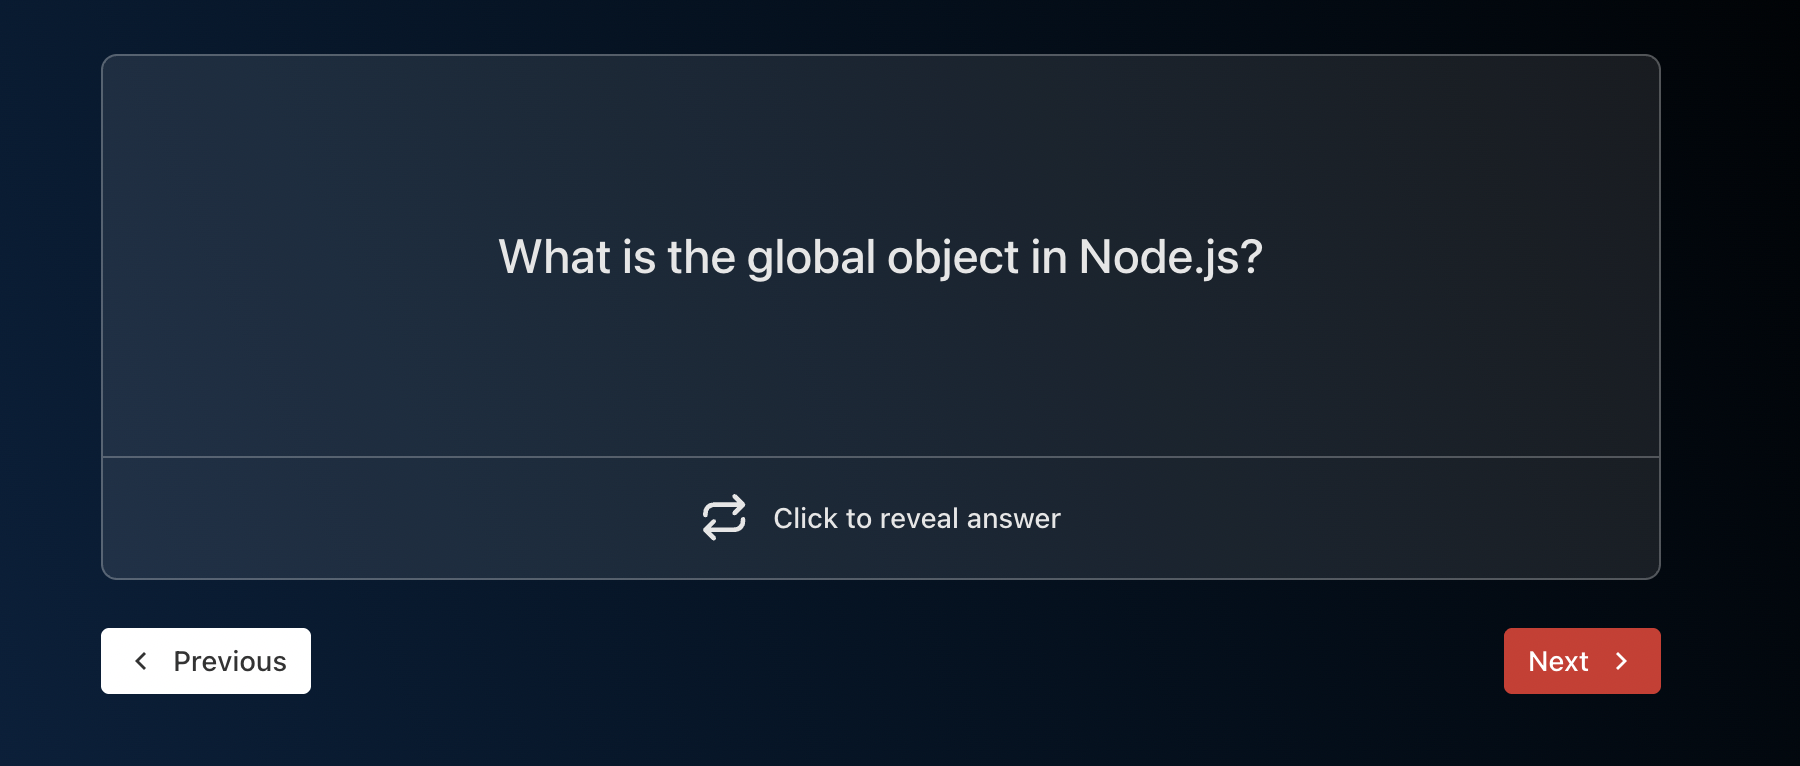 What is the global object in Node.js?
Click to reveal answer
Previous
Next